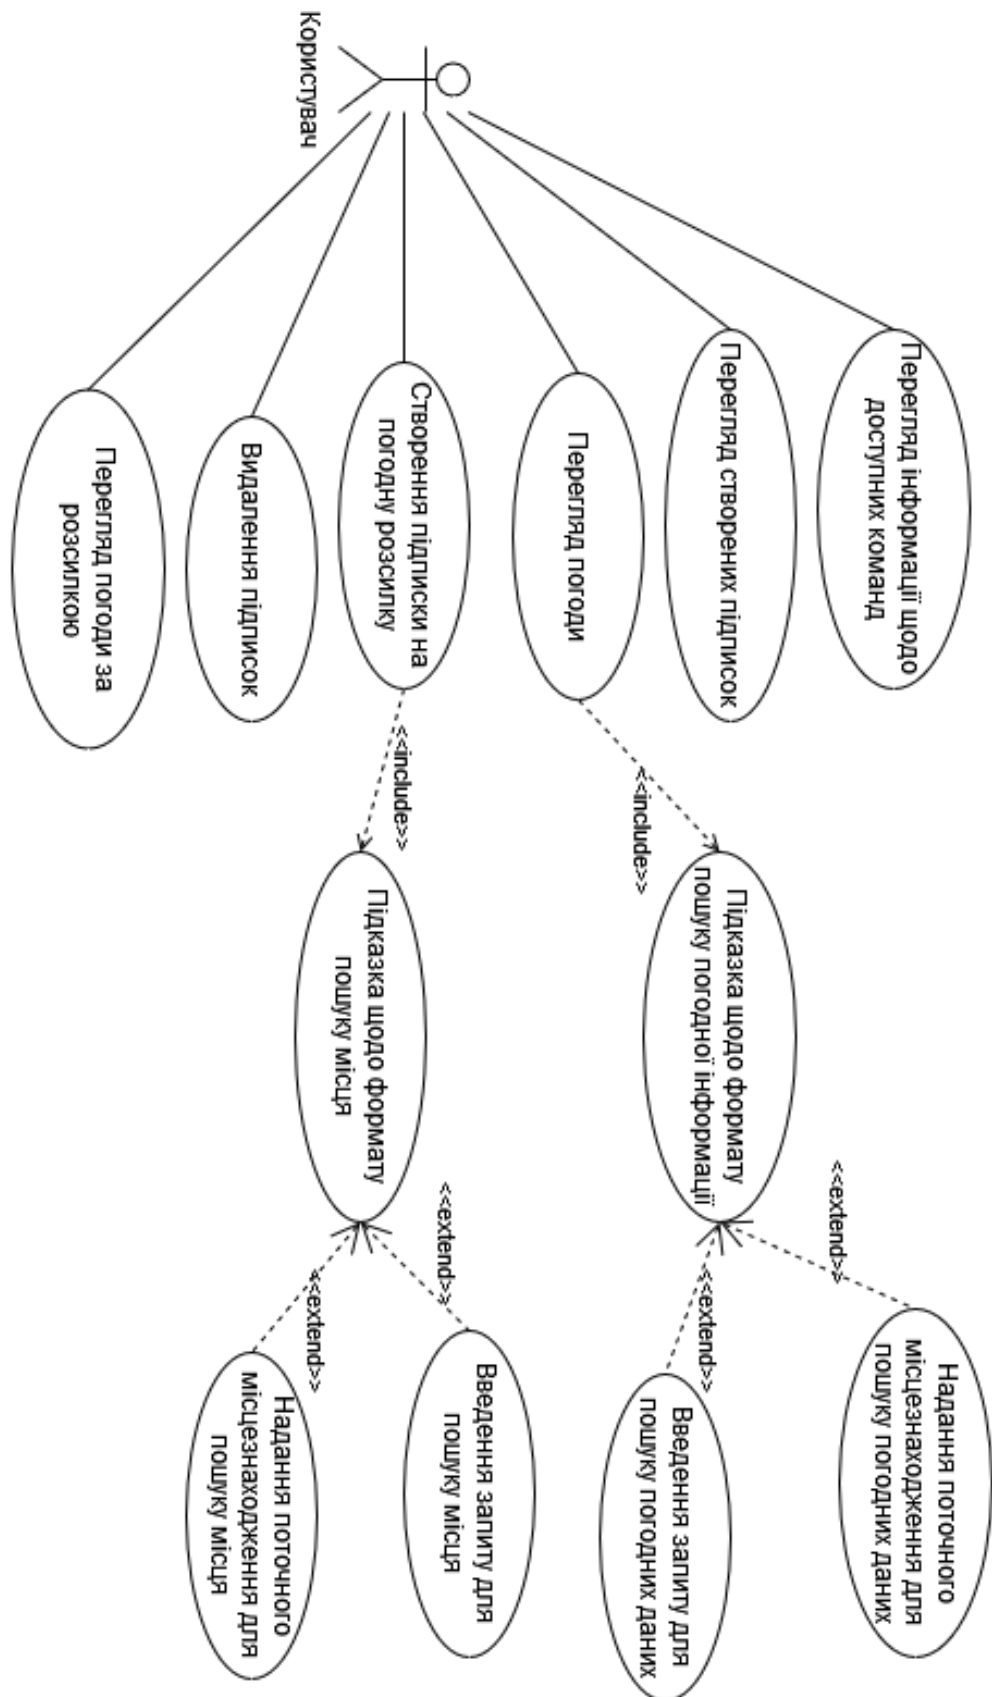 Користувач
Перегляд інформації щодо
доступних команд
Перегляд створених підписок
Перегляд погоди
Створення підписки на
погодну розсилку
Видалення підписок
Перегляд погоди за
розсилкою
<<include>>
<<include>>
Підказка щодо формату
пошуку погодної інформації
Підказка щодо формату
пошуку місця
<<extend>>
<<extend>>
<<extend>>
<<extend>>
Надання поточного
місцезнаходження для
пошуку погодних даних
Введення запиту для
пошуку погодних даних
Введення запиту для
пошуку місця
Надання поточного
місцезнаходження для
пошуку місця